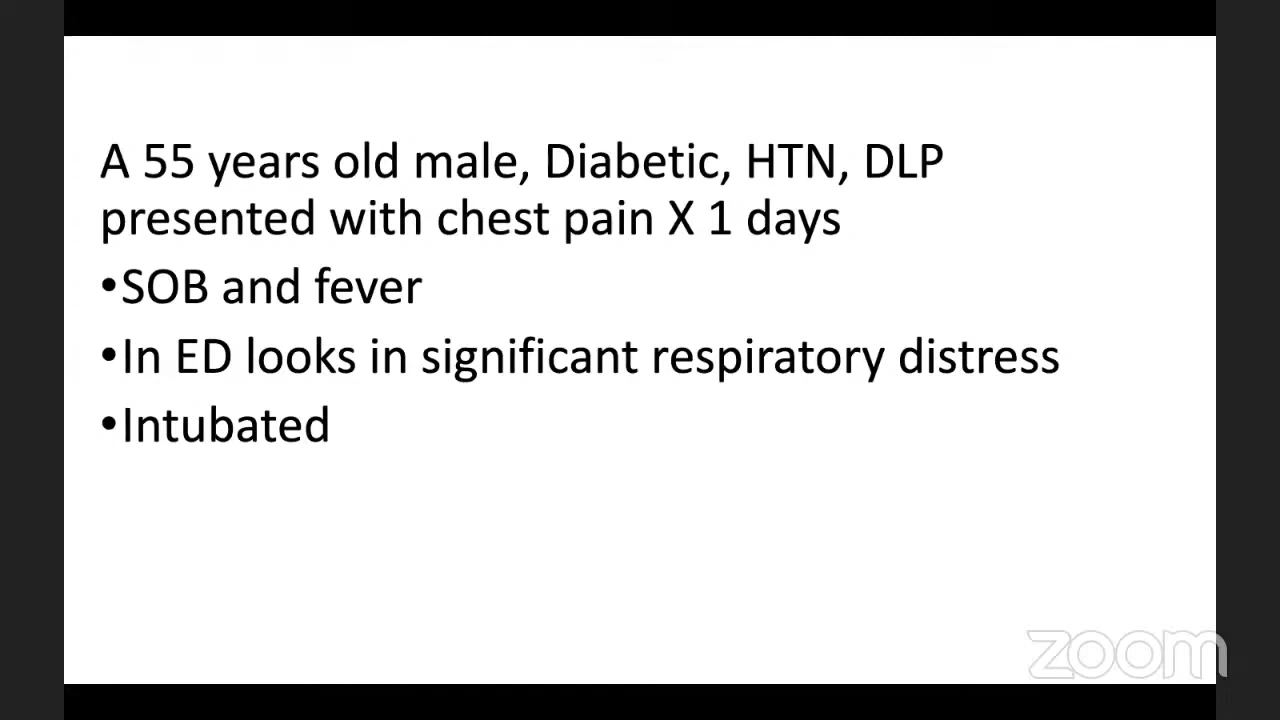 A 55 years old male, Diabetic, HTN, DLP
presented with chest pain X 1 days
•SOB and fever
•In ED looks in significant respiratory distress
•Intubated
zoom